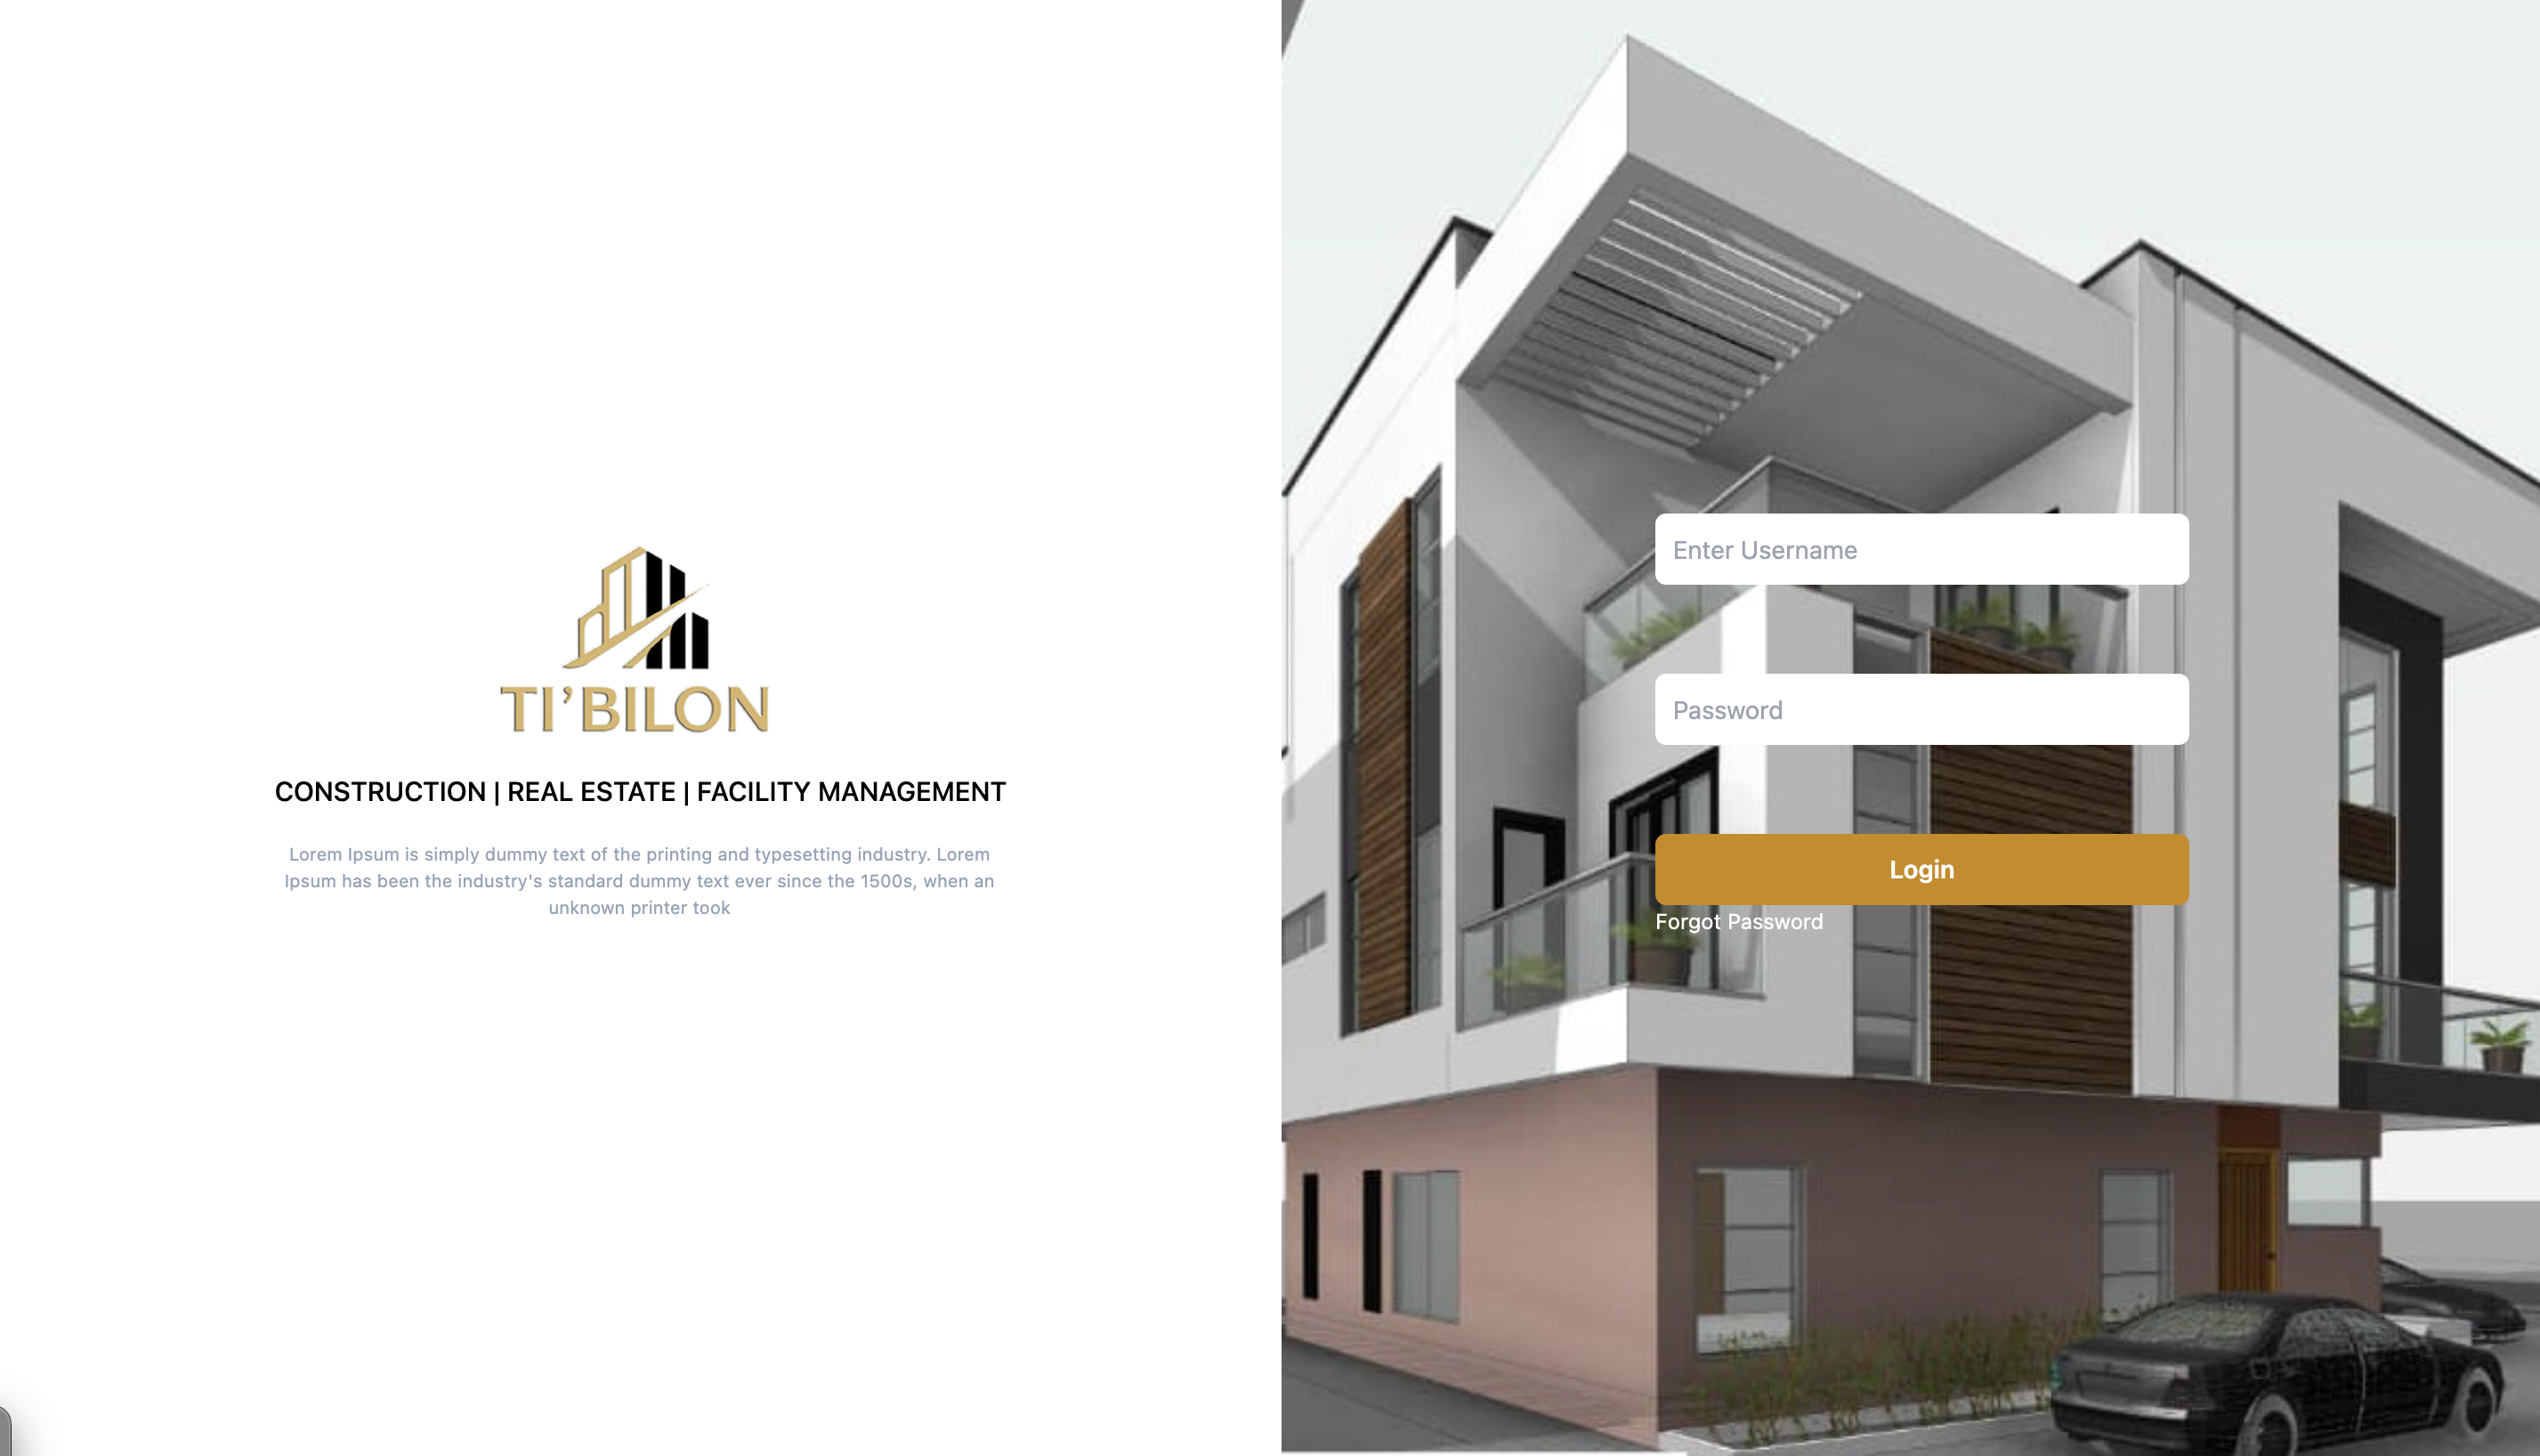 TI'BILON
CONSTRUCTION | REAL ESTATE | FACILITY MANAGEMENT
Lorem Ipsum is simply dummy text of the printing and typesetting industry. Lorem
Ipsum has been the industry's standard dummy text ever since the 1500s, when an
unknown printer took
Enter Username
Password
Login
Forgot Password